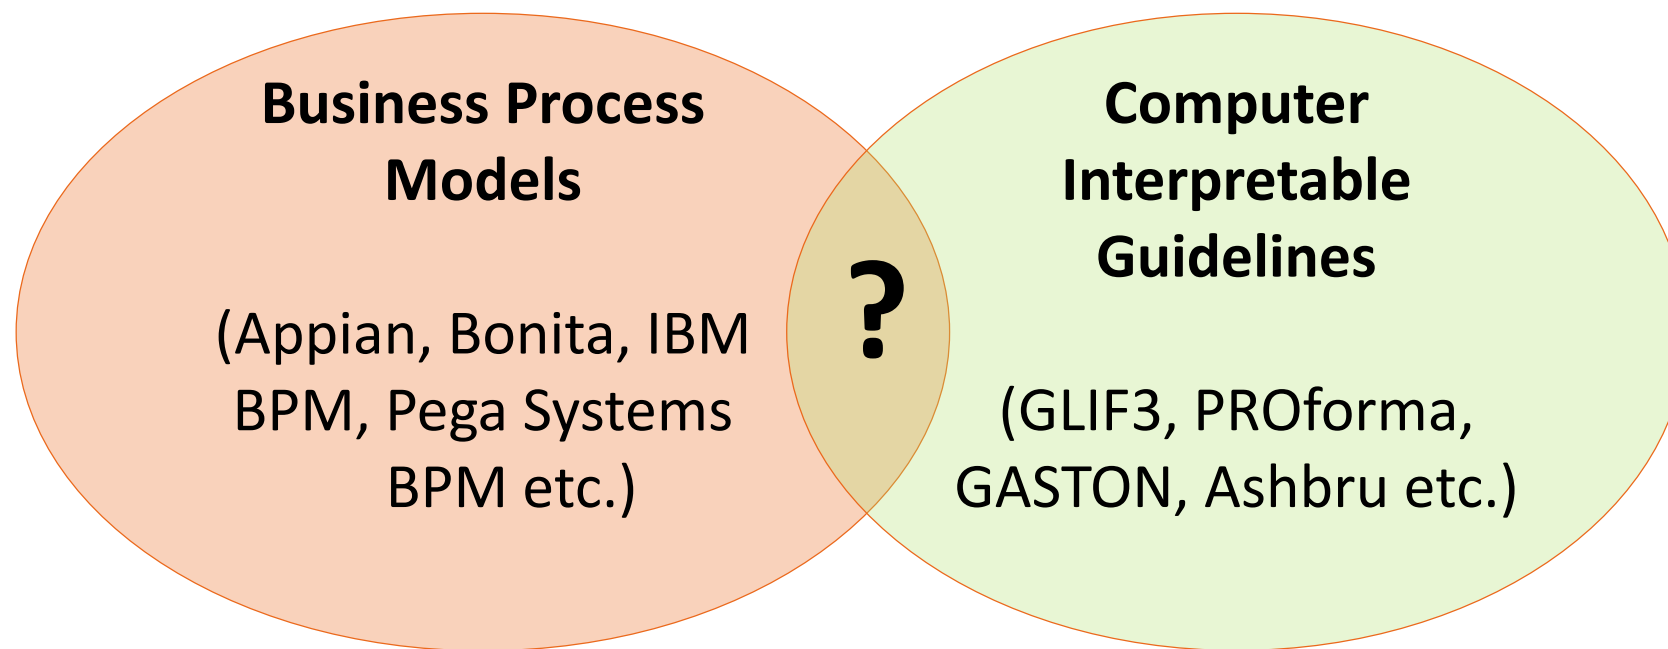 Business Process
Models
(Appian, Bonita, IBM
BPM, Pega Systems
BPM etc.)
?
Computer
Interpretable
Guidelines
(GLIF3, PROforma,
GASTON, Ashbru etc.)